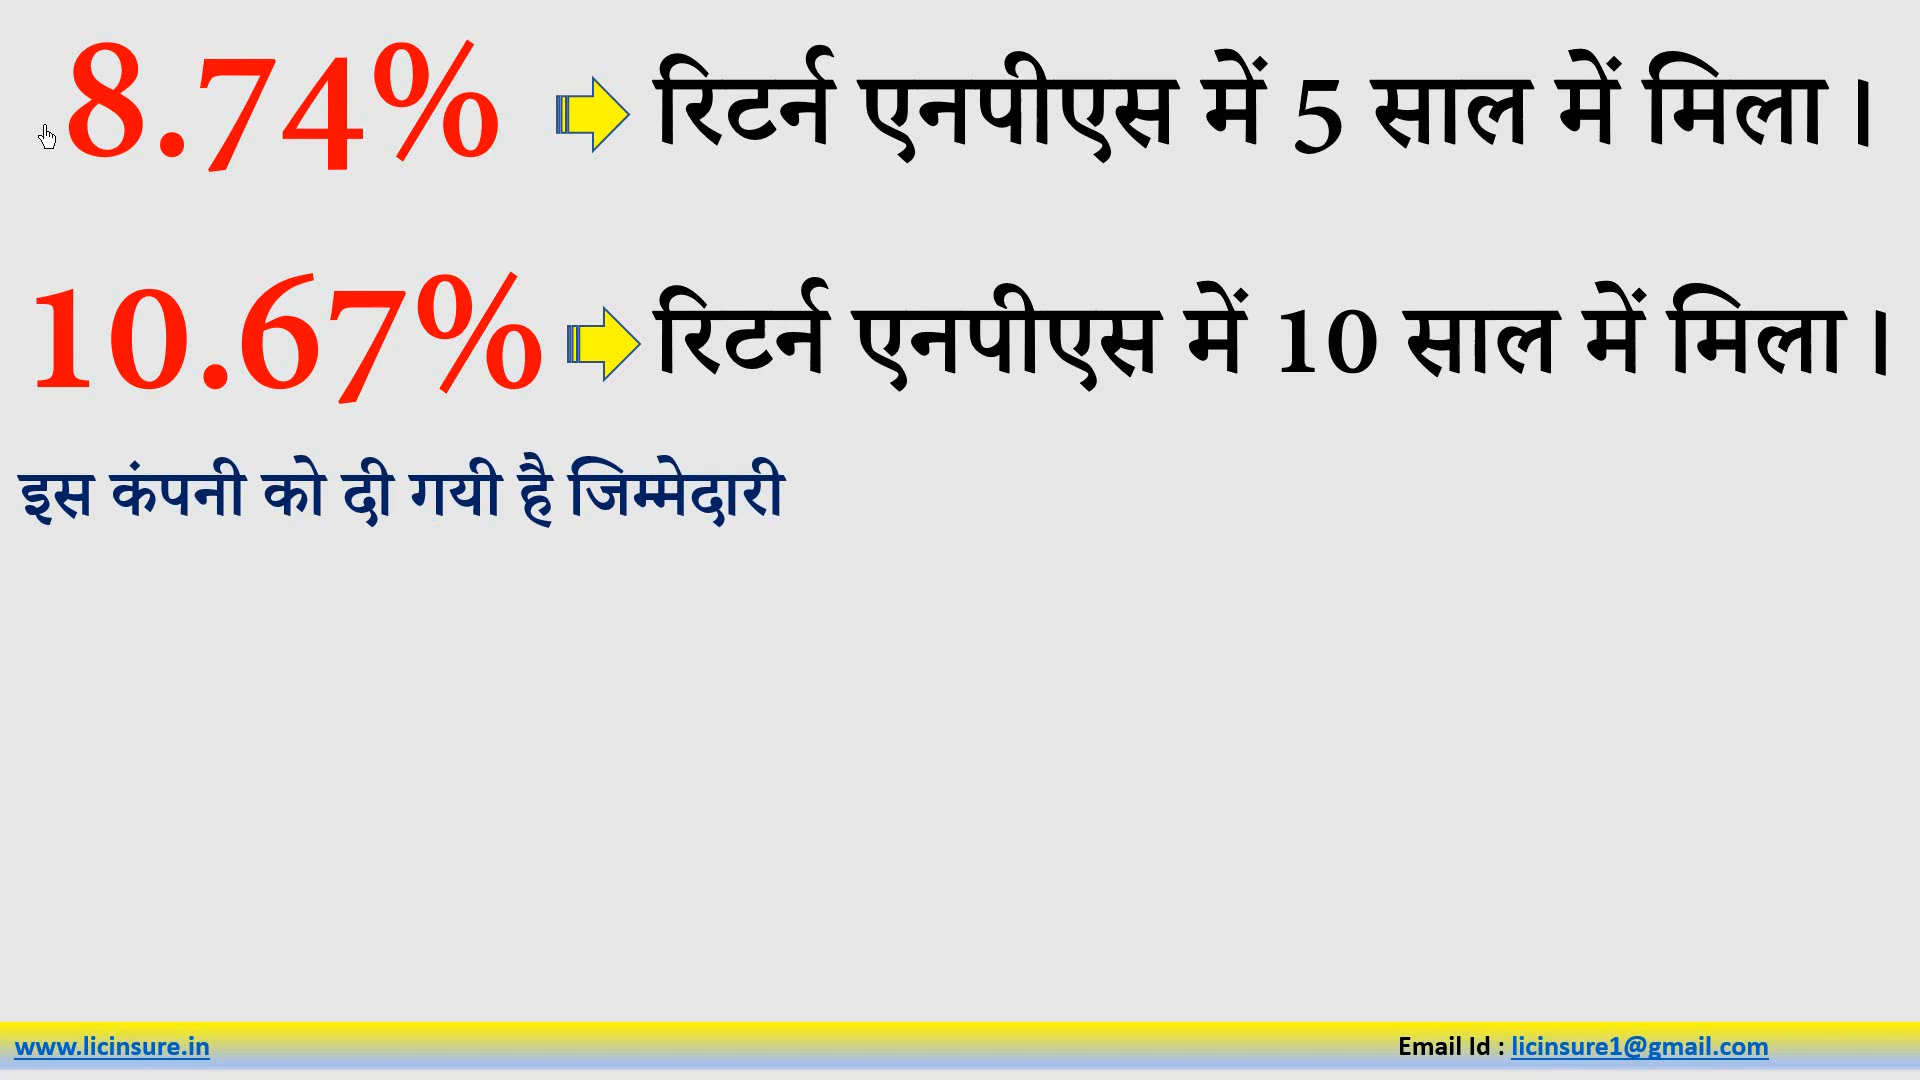 8.74% रिटर्न एनपीएस में 5 साल में मिला।
10.67% रिटर्न एनपीएस में 10 साल में मिला।
इस कंपनी को दी गयी है जिम्मेदारी
www.licinsure.in Email Id : licinsure1@gmail.com